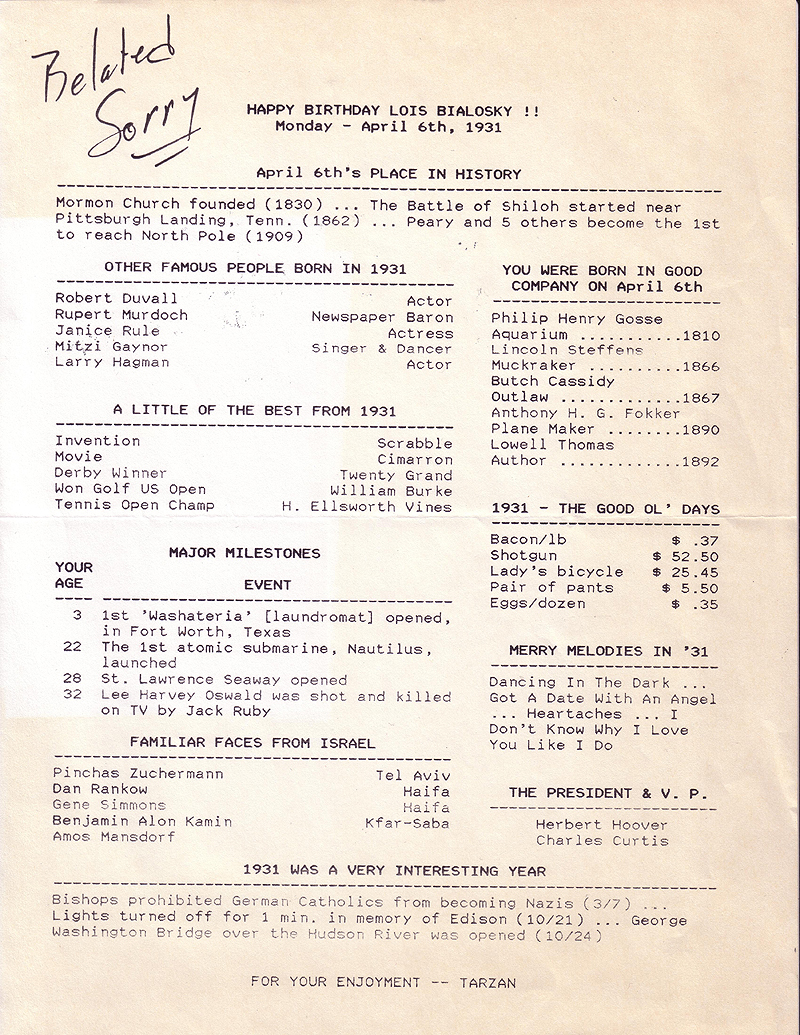 Belated
Sorry
HAPPY BIRTHDAY LOIS BIALOSKY !!
Monday - April 6th, 1931
April 6th's PLACE IN HISTORY
Mormon Church founded (1830) ... The Battle of Shiloh started near
Pittsburgh Landing, Tenn. (1862) ... Peary and 5 others become the 1st
to reach North Pole (1909)
OTHER FAMOUS PEOPLE BORN IN 1931
Robert Duvall Actor
Rupert Murdoch Newspaper Baron
Janice Rule Actress
Mitzi Gaynor Singer & Dancer
Larry Hagman Actor
A LITTLE OF THE BEST FROM 1931
Invention Scrabble
Movie Cimarron
Derby Winner Twenty Grand
Won Golf US Open William Burke
Tennis Open Champ H. Ellsworth Vines
MAJOR MILESTONES
YOUR
AGE EVENT
3 1st 'Washateria' [laundromat] opened,
in Fort Worth, Texas
22 The 1st atomic submarine, Nautilus,
launched
28 St. Lawrence Seaway opened
32 Lee Harvey Oswald was shot and killed
on TV by Jack Ruby
FAMILIAR FACES FROM ISRAEL
Pinchas Zuchermann Tel Aviv
Dan Rankow Haifa
Gene Simmons Haifa
Benjamin Alon Kamin Kfar-Saba
Amos Mansdorf
YOU WERE BORN IN GOOD
COMPANY ON April 6th
Philip Henry Gosse
Aquarium ...........1810
Lincoln Steffens
Muckraker ..........1866
Butch Cassidy
Outlaw .............1867
Anthony H. G. Fokker
Plane Maker ........1890
Lowell Thomas
Author .............1892
1931 - THE GOOD OL' DAYS
Bacon/lb $ .37
Shotgun $ 52.50
Lady's bicycle $ 25.45
Pair of pants $ 5.50
Eggs/dozen $ .35
MERRY MELODIES IN '31
Dancing In The Dark ...
Got A Date With An Angel
... Heartaches ... I
Don't Know Why I Love
You Like I Do
THE PRESIDENT & V. P.
Herbert Hoover
Charles Curtis
1931 WAS A VERY INTERESTING YEAR
Bishops prohibited German Catholics from becoming Nazis (3/7) ...
Lights turned off for 1 min. in memory of Edison (10/21) ... George
Washington Bridge over the Hudson River was opened (10/24)
FOR YOUR ENJOYMENT -- TARZAN